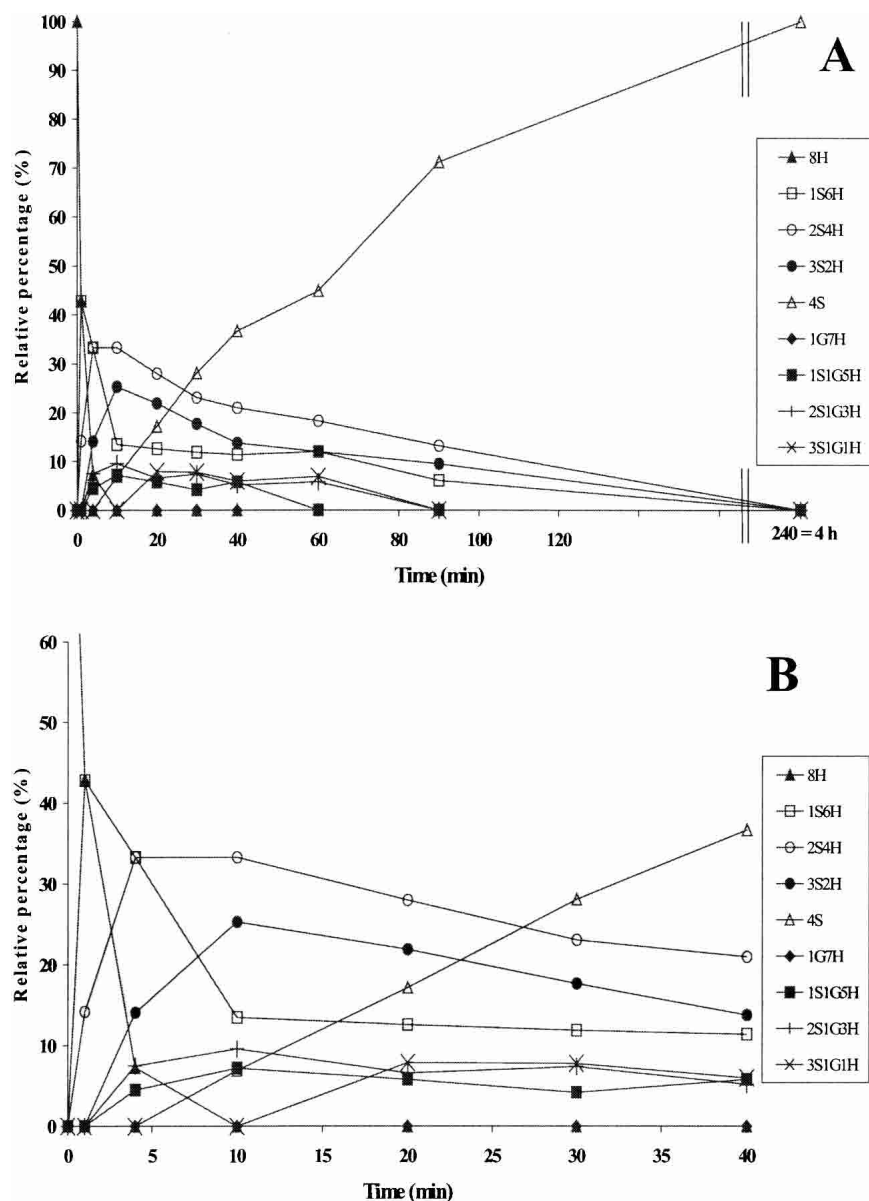 A
Relative percentage (%)
100
90
80
70
60
50
40
30
20
10
0
0
20
40
60
80
100
120
240 = 4 h
Time (min)
8H
1S6H
2S4H
3S2H
4S
1G7H
1S1G5H
2S1G3H
3S1G1H
B
Relative percentage (%)
60
50
40
30
20
10
0
0
5
10
15
20
25
30
35
40
Time (min)
8H
1S6H
2S4H
3S2H
4S
1G7H
1S1G5H
2S1G3H
3S1G1H